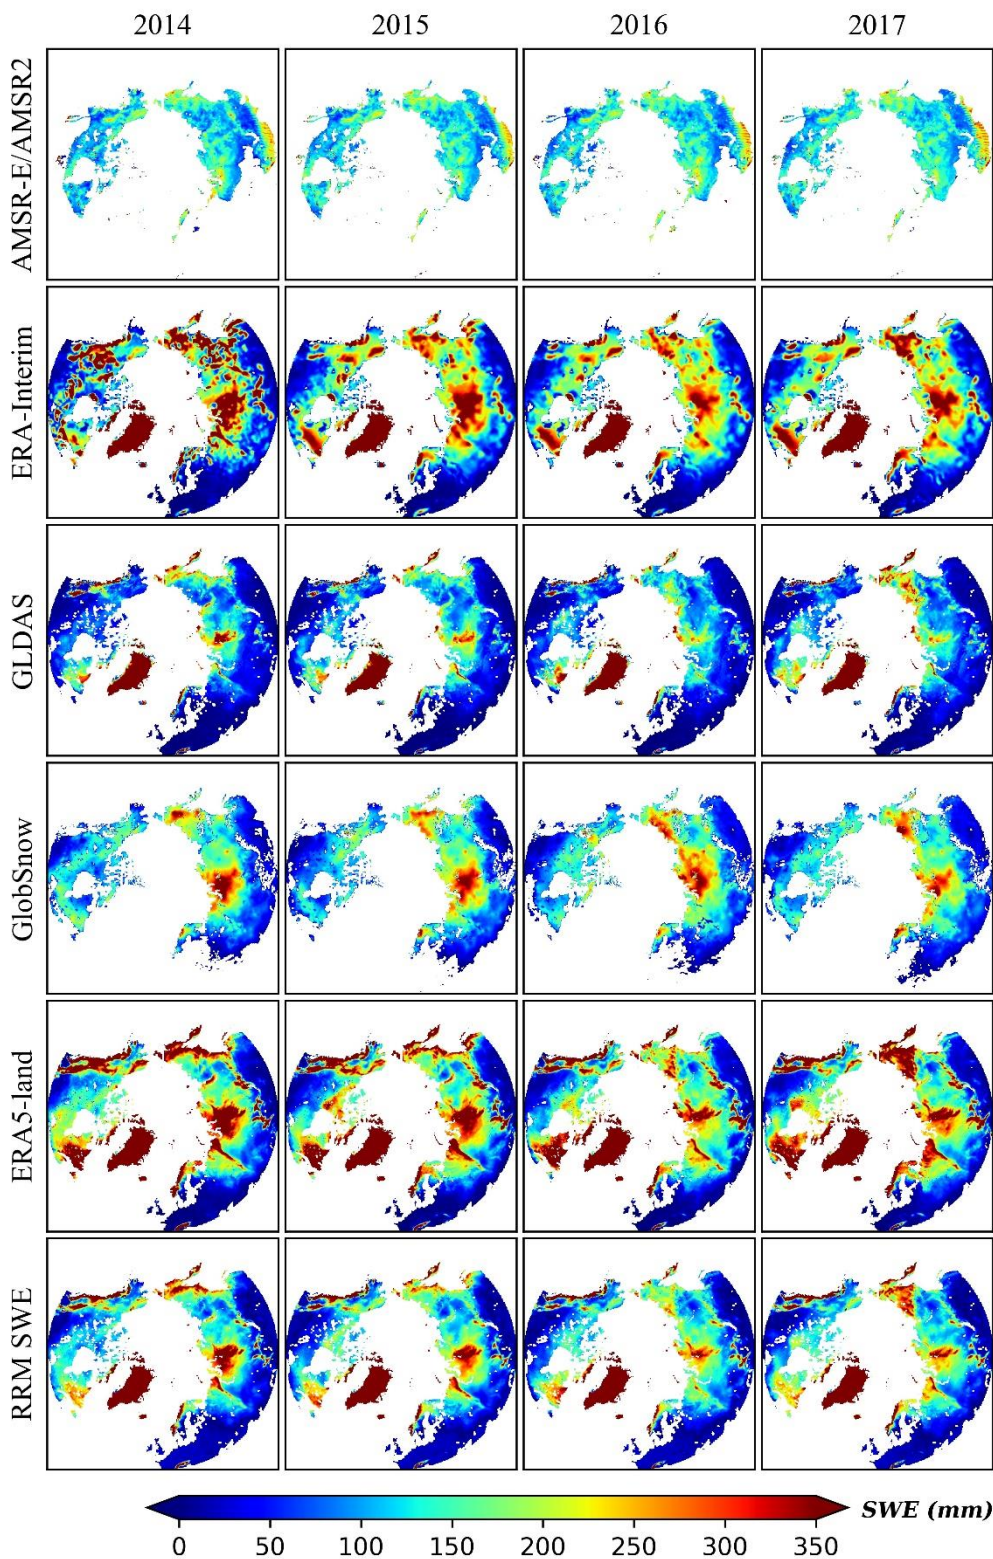 2014 2015 2016 2017
AMSR-E/AMSR2
ERA-Interim
GLDAS
GlobSnow
ERA5-land
RRM SWE
SWE (mm)
0 50 100 150 200 250 300 350